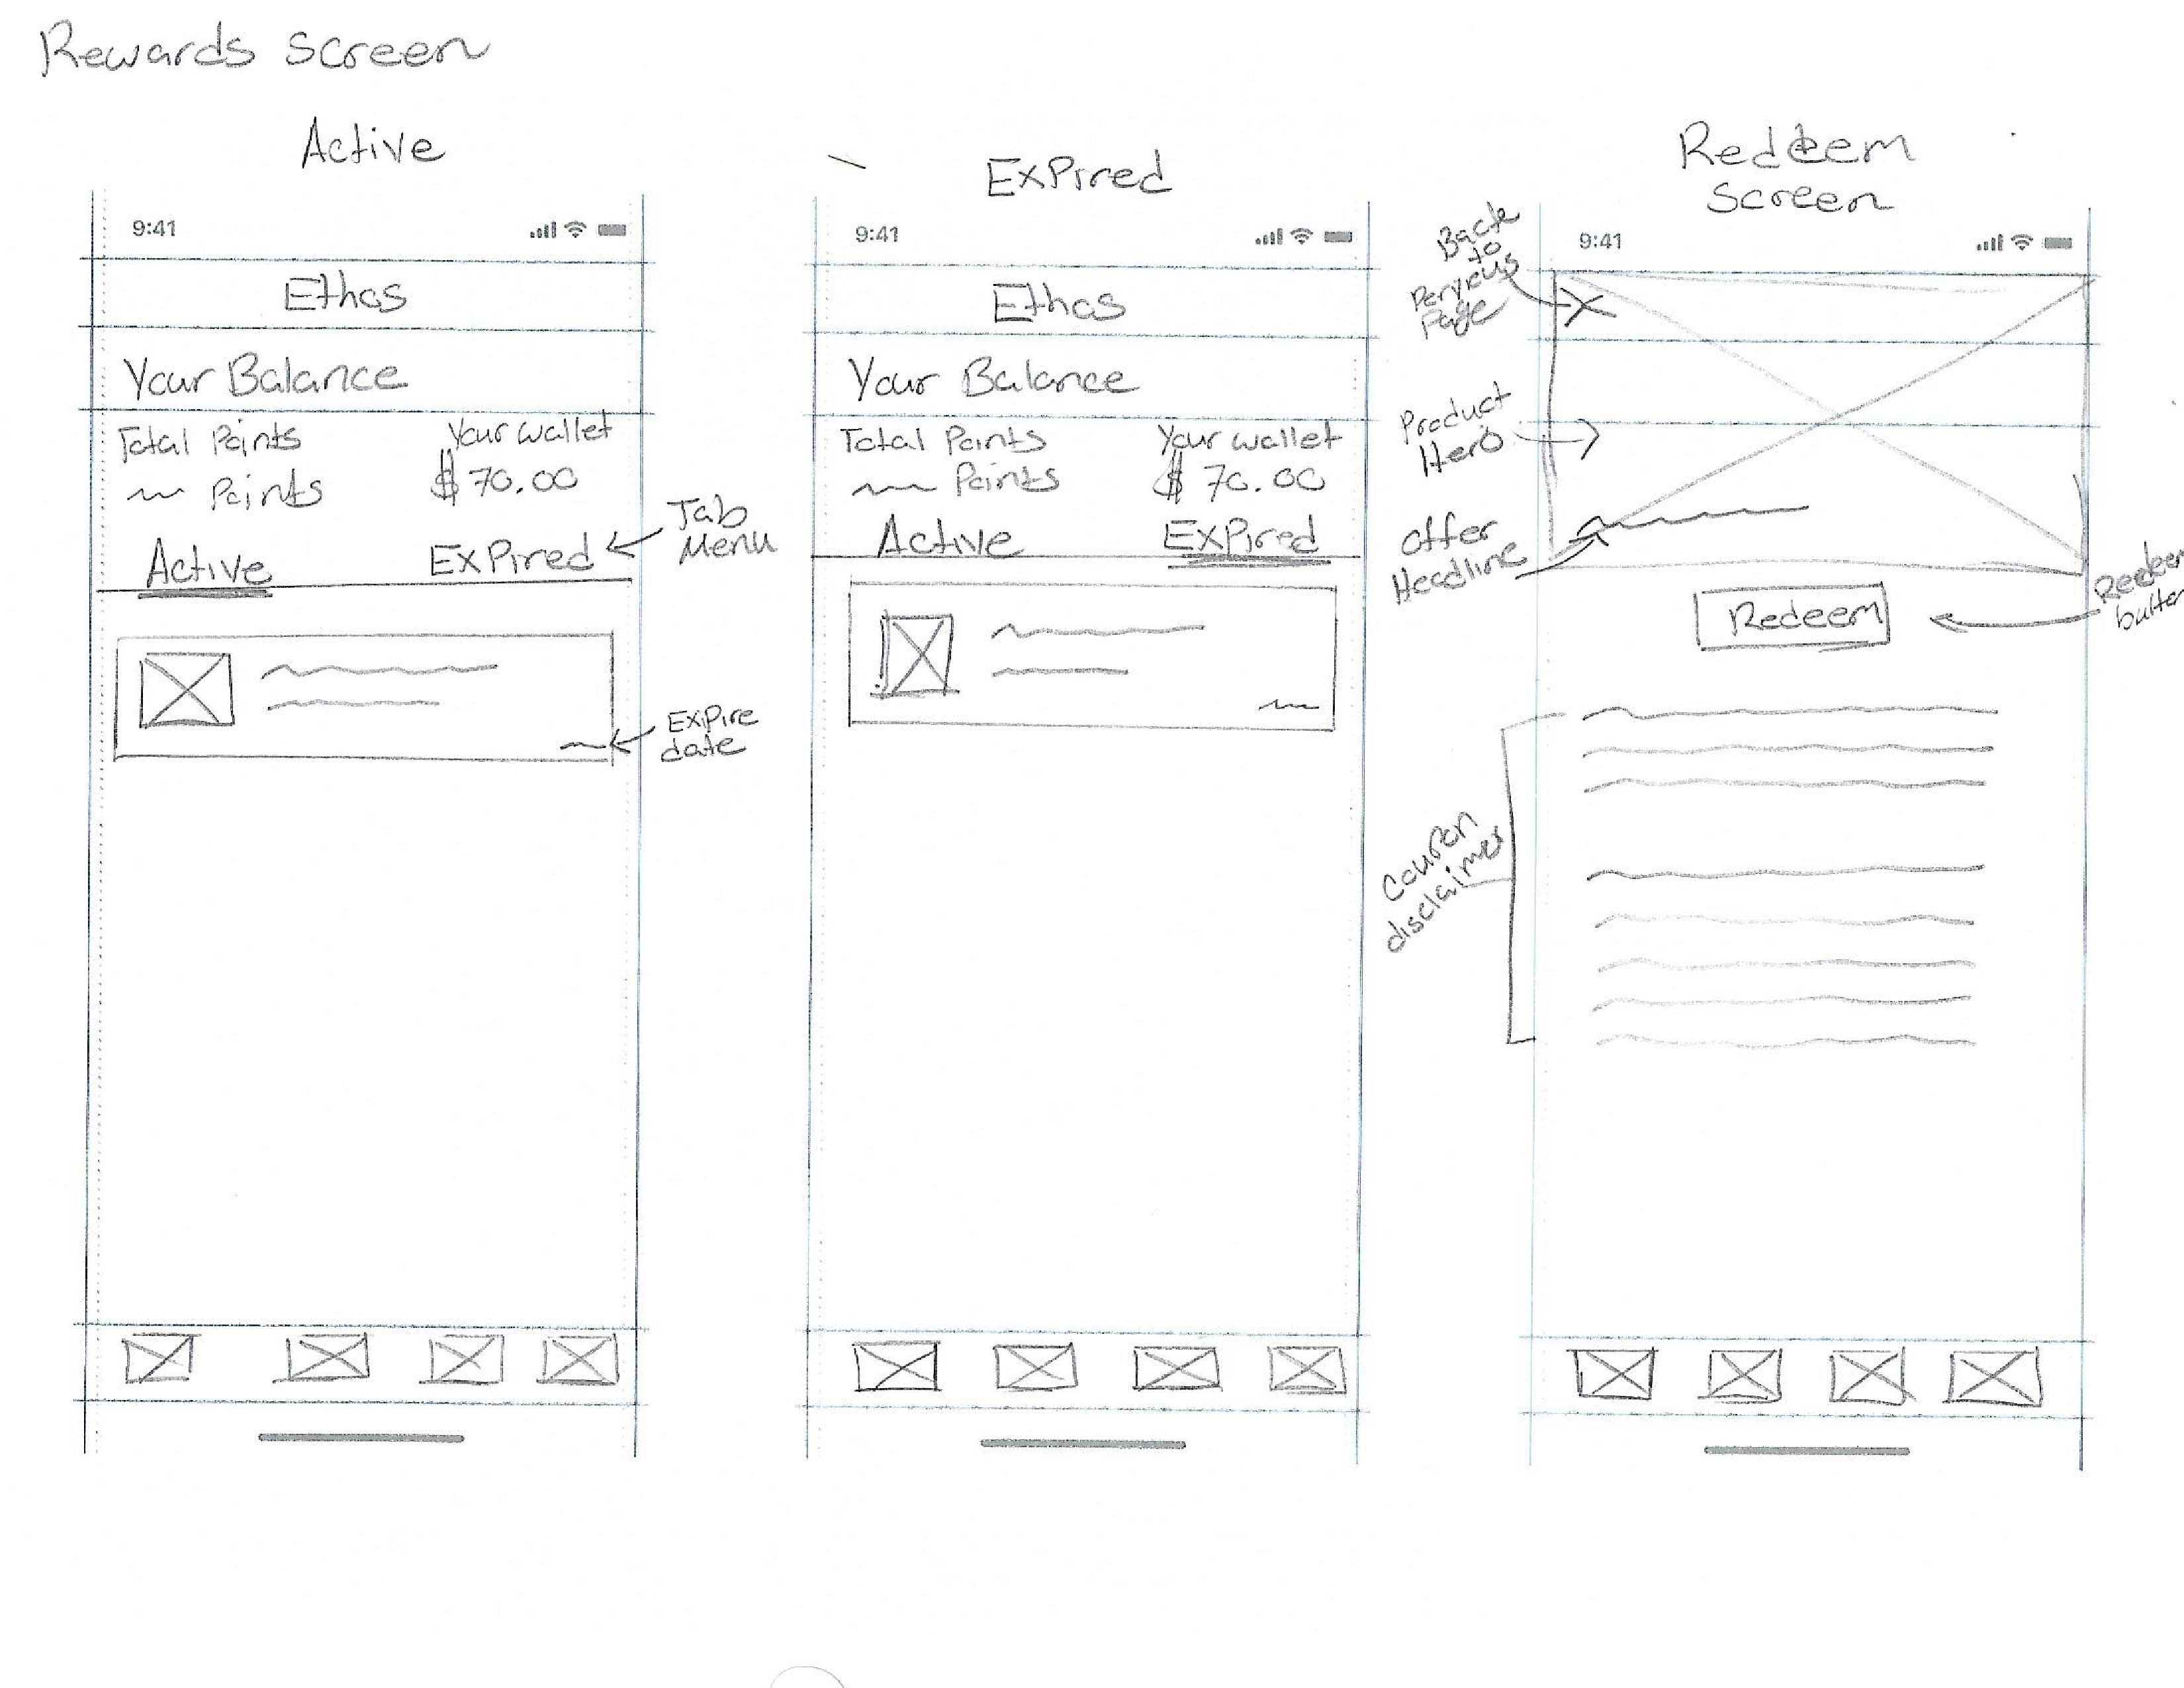 Rewards Screen
Active
9:41
Ethos
Your Balance
Total Points
Your wallet
Points
$70.00
Active
Expired
Tab
Menu
Expire
date
Expired
9:41
Ethos
Your Balance
Total Points
Your wallet
Points
$70.00
Active
Expired
Redeem
Screen
9:41
Back
to
Pervious
Page
Product
Hero
Offer
Headline
Redeem
Redeem
button
Coupon
disclaimer